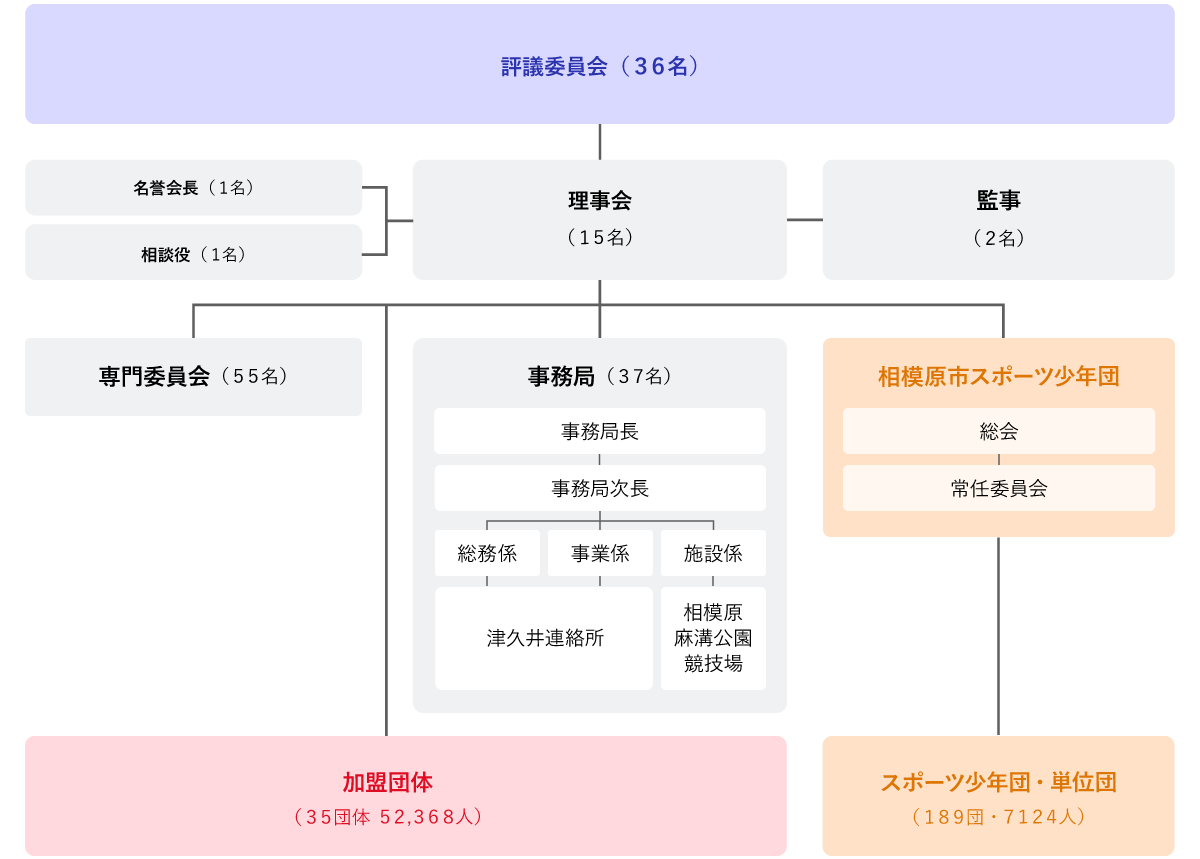 評議委員会（36名）
名誉会長（1名）
相談役（1名）
理事会
（15名）
監事
（2名）
専門委員会（55名）
事務局（37名）
事務局長
事務局次長
総務係
事業係
施設係
津久井連絡所
相模原
麻溝公園
競技場
相模原市スポーツ少年団
総会
常任委員会
加盟団体
（35団体 52,368人）
スポーツ少年団・単位団
（189団・7124人）